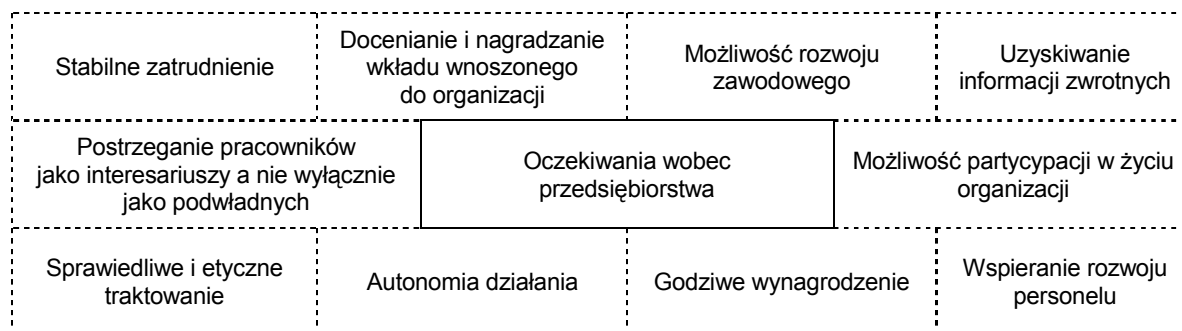 Stabilne zatrudnienie
Docenianie i nagradzanie
wkładu wnoszonego
do organizacji
Możliwość rozwoju
zawodowego
Uzyskiwanie
informacji zwrotnych
Postrzeganie pracowników
jako interesariuszy a nie wyłącznie
jako podwładnych
Oczekiwania wobec
przedsiębiorstwa
Możliwość partycypacji w życiu
organizacji
Sprawiedliwe i etyczne
traktowanie
Autonomia działania
Godziwe wynagrodzenie
Wspieranie rozwoju
personelu